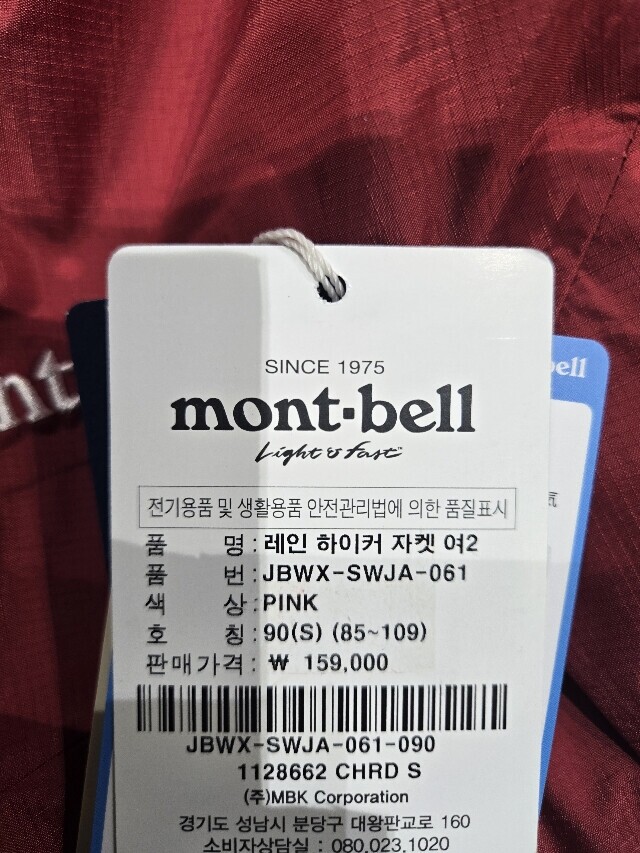 SINCE 1975
mont-bell
Light & Fast
전기용품 및 생활용품 안전관리법에 의한 품질표시
품 명 : 레인 하이커 자켓 여2
품 번 : JBWX-SWJA-061
색 상 : PINK
호 칭 : 90(S) (85~109)
판매가격 : ₩ 159,000
JBWX-SWJA-061-090
1128662 CHRD S
(주)MBK Corporation
경기도 성남시 분당구 대왕판교로 160
소비자상담실 : 080.023.1020
nt
bell
気